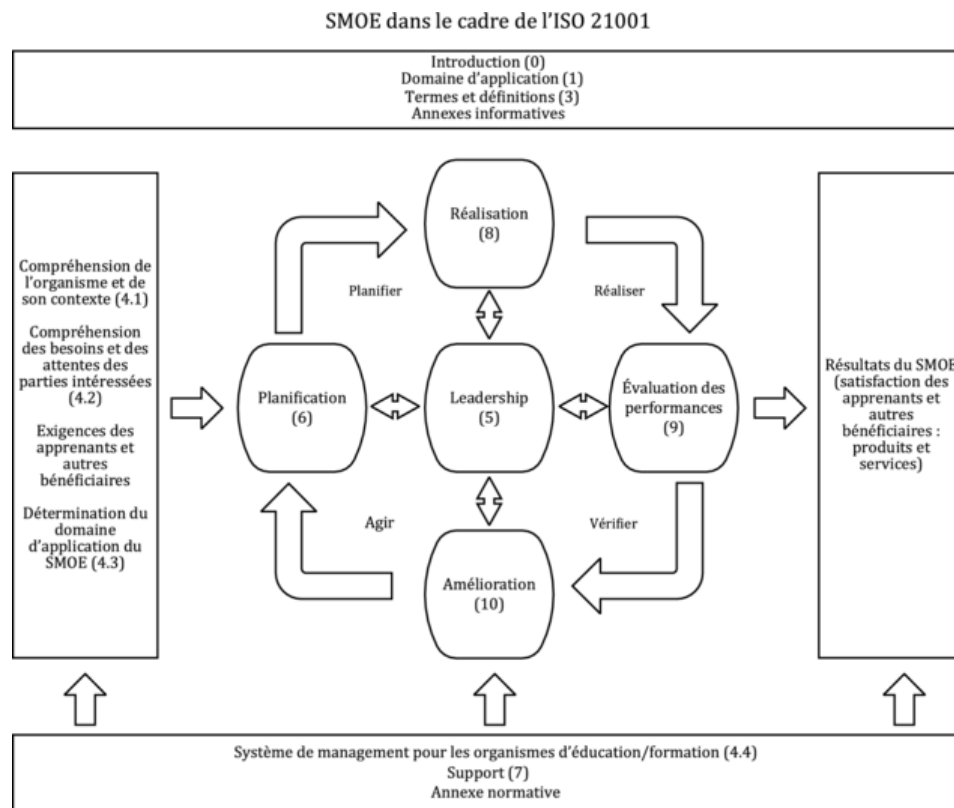 SMOE dans le cadre de l'ISO 21001
Introduction (0)
Domaine d'application (1)
Termes et définitions (3)
Annexes informatives
Compréhension de
l'organisme et de
son contexte (4.1)
Compréhension
des besoins et des
attentes des
parties intéressées
(4.2)
Exigences des
apprenants et
autres
bénéficiaires
Détermination du
domaine
d'application du
SMOE (4.3)
Réalisation
(8)
Planifier
Réaliser
Planification
(6)
Leadership
(5)
Évaluation des
performances
(9)
Agir
Vérifier
Amélioration
(10)
Résultats du SMOE
(satisfaction des
apprenants et
autres
bénéficiaires :
produits et
services)
Système de management pour les organismes d'éducation/formation (4.4)
Support (7)
Annexe normative